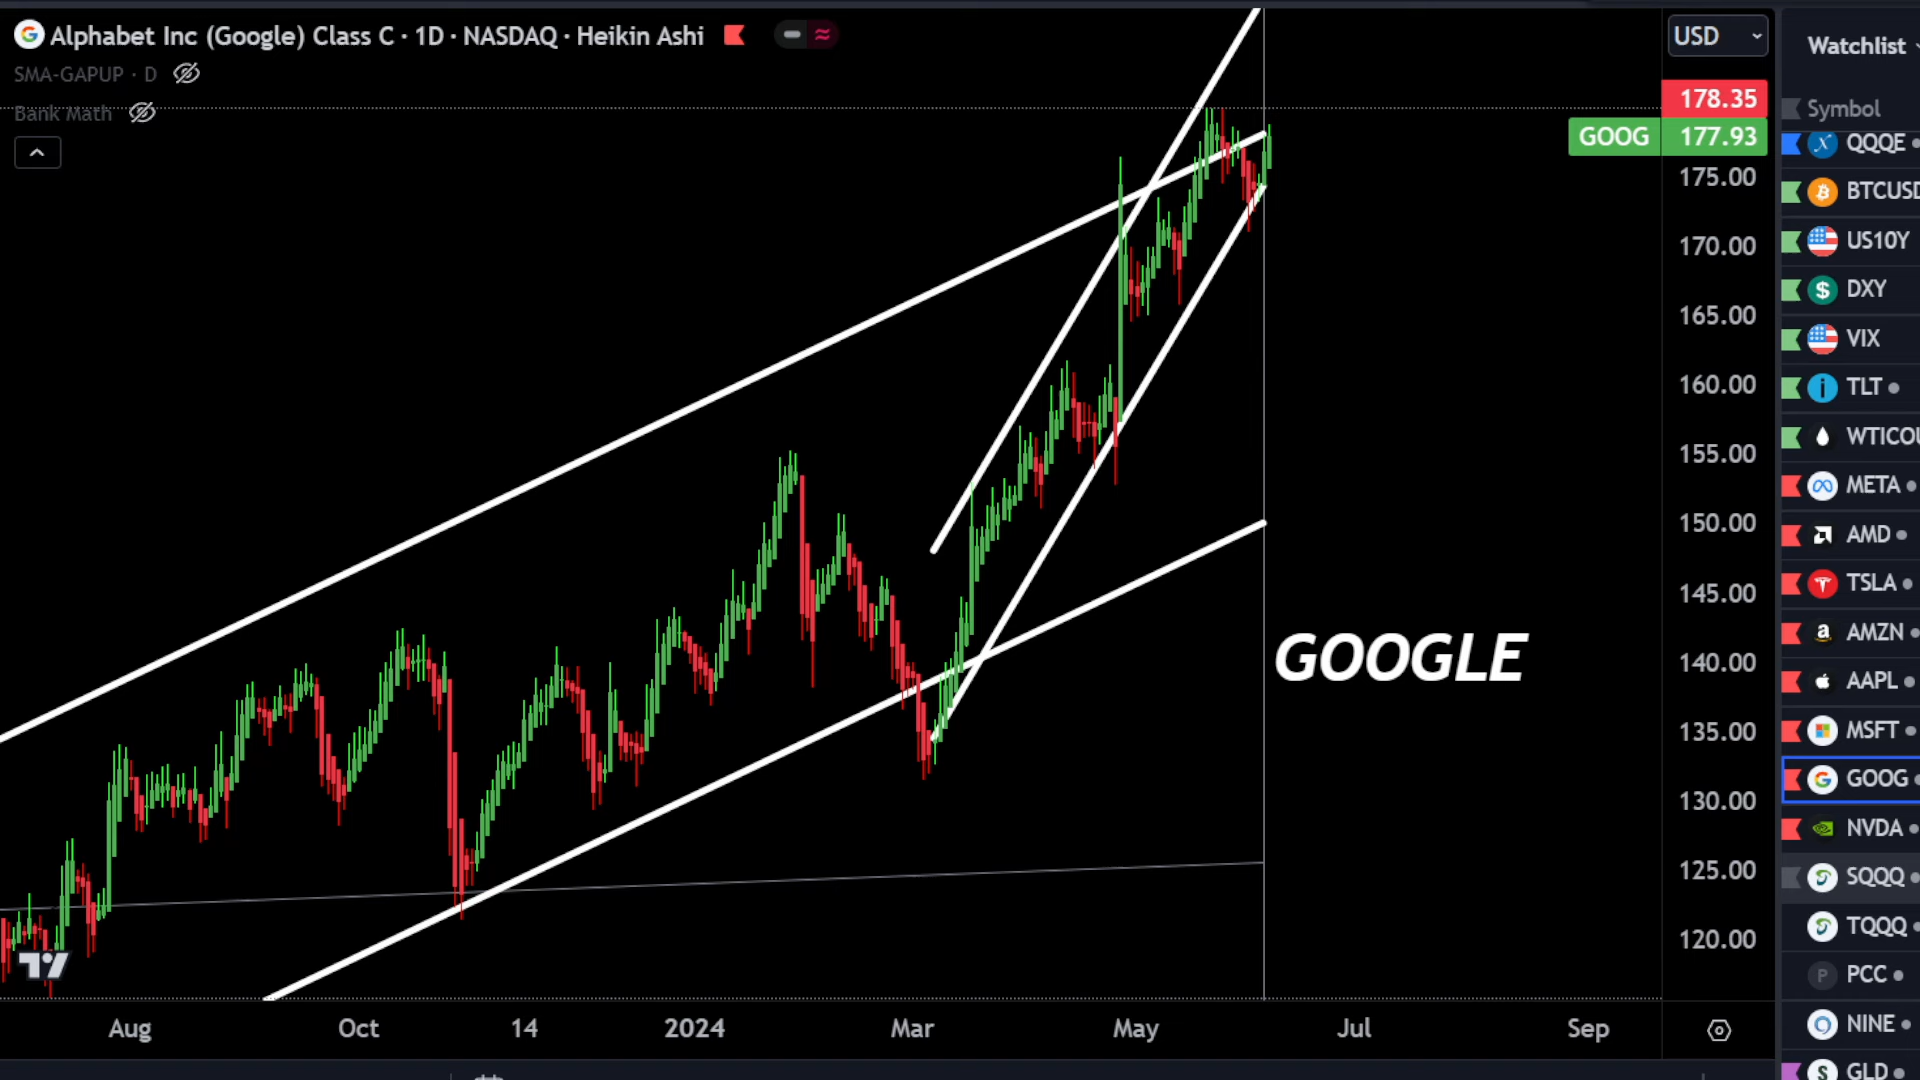 Alphabet Inc (Google) Class C · 1D · NASDAQ · Heikin Ashi
SMA-GAPUP · D
Bank Math
USD
178.35
GOOG 177.93
175.00
170.00
165.00
160.00
155.00
150.00
145.00
140.00
135.00
130.00
125.00
120.00
GOOGLE
Aug Oct 14 2024 Mar May Jul Sep
Watchlist
Symbol
QQQE
BTCUSD
US10Y
DXY
VIX
TLT
WTICOU
META
AMD
TSLA
AMZN
AAPL
MSFT
GOOG
NVDA
SQQQ
TQQQ
P PCC
NINE
GLD